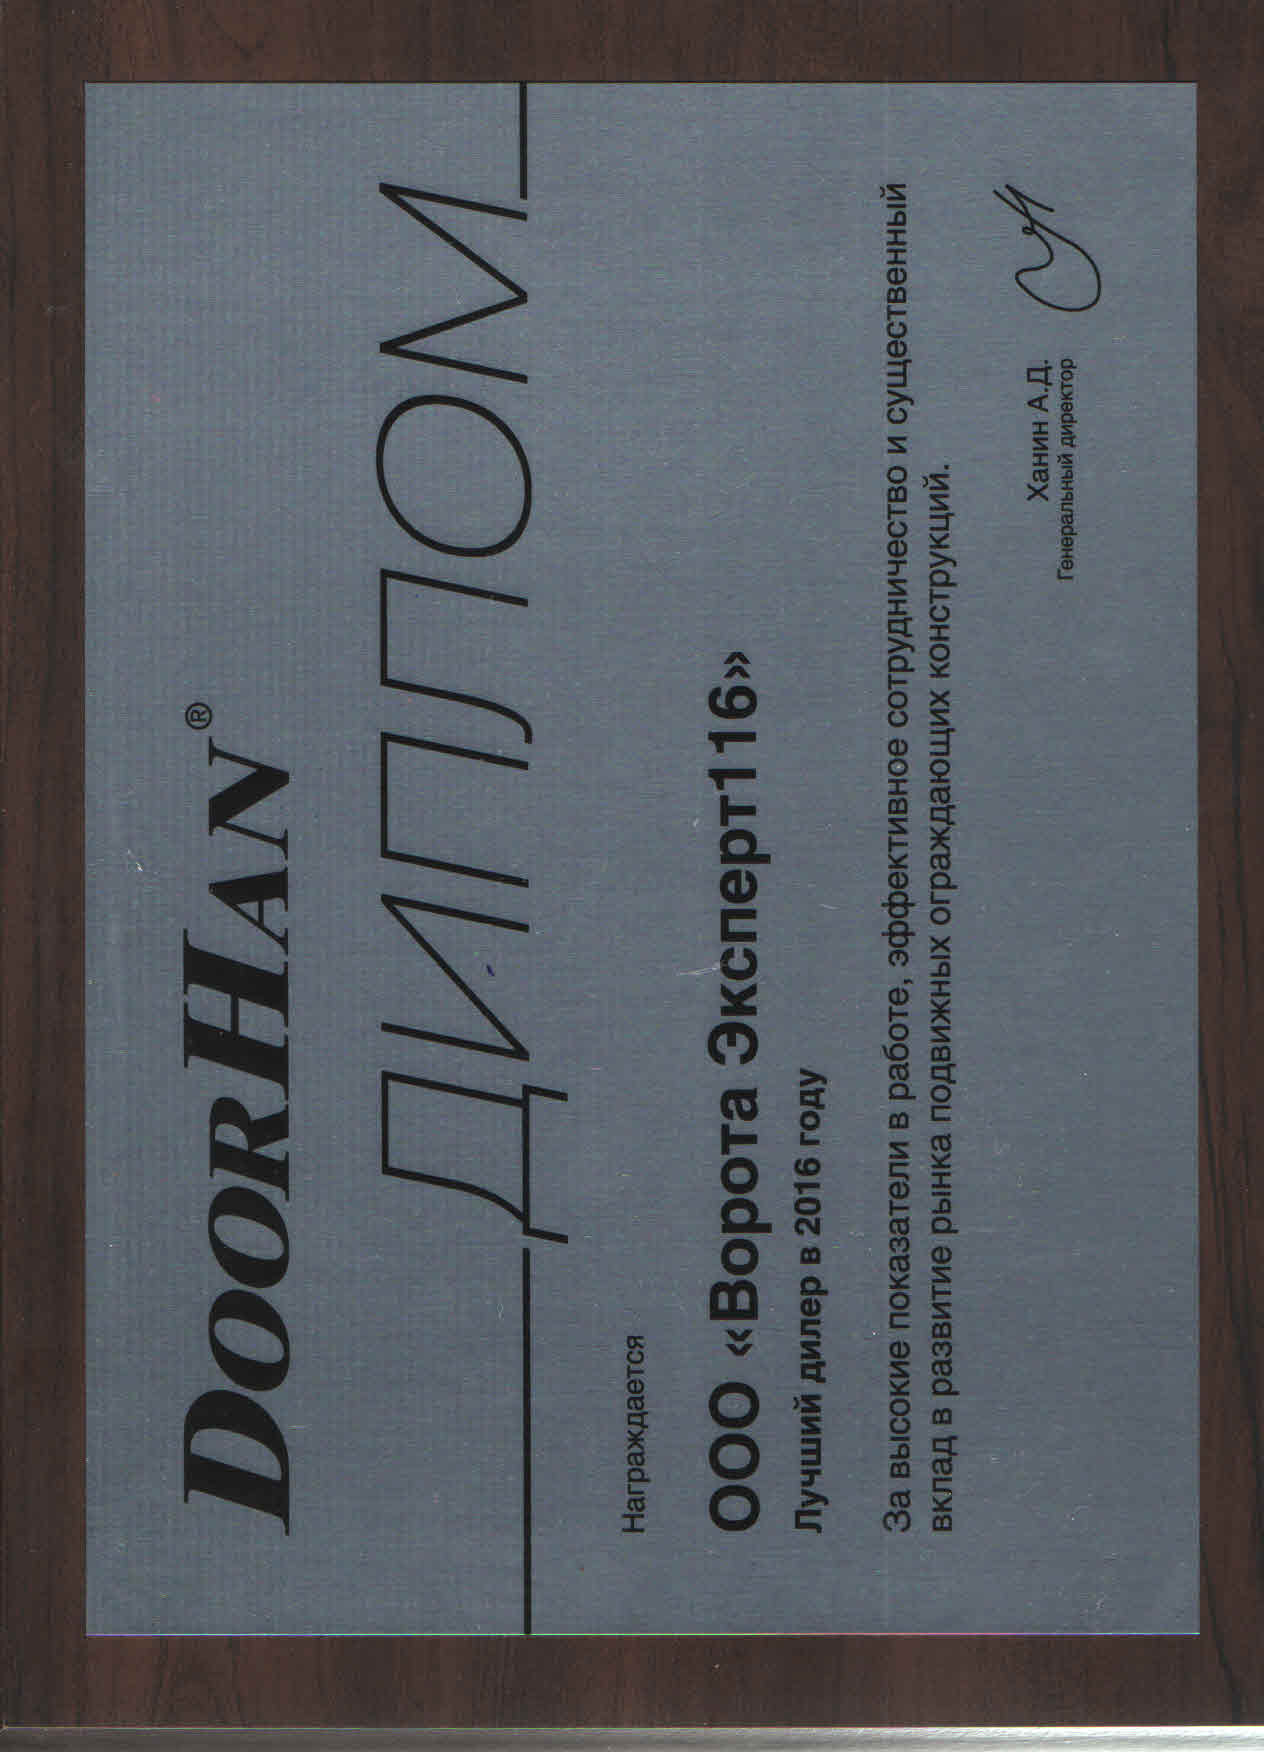 DOORHAN®
ДИПЛОМ
Награждается
ООО «Ворота Эксперт116»
Лучший дилер в 2016 году
За высокие показатели в работе, эффективное сотрудничество и существенный
вклад в развитие рынка подвижных ограждающих конструкций.
Ханин А.Д.
Генеральный директор